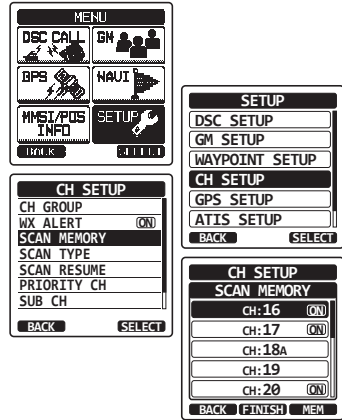 MENU
DSC CALL GM
GPS NAVI
MMSI/POS SETUP
INFO
BACK SELECT
SETUP
DSC SETUP
GM SETUP
WAYPOINT SETUP
CH SETUP
GPS SETUP
ATIS SETUP
BACK SELECT
CH SETUP
CH GROUP
WX ALERT ON
SCAN MEMORY
SCAN TYPE
SCAN RESUME
PRIORITY CH
SUB CH
BACK SELECT
CH SETUP
SCAN MEMORY
CH:16 ON
CH:17 ON
CH:18A
CH:19
CH:20 ON
BACK FINISH MEM